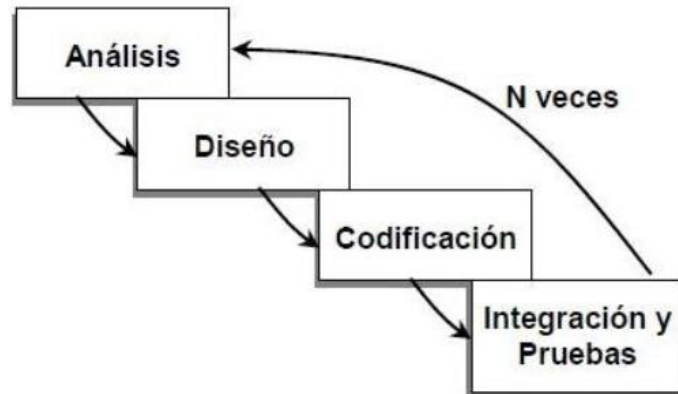 Análisis
N veces
Diseño
Codificación
Integración y
Pruebas